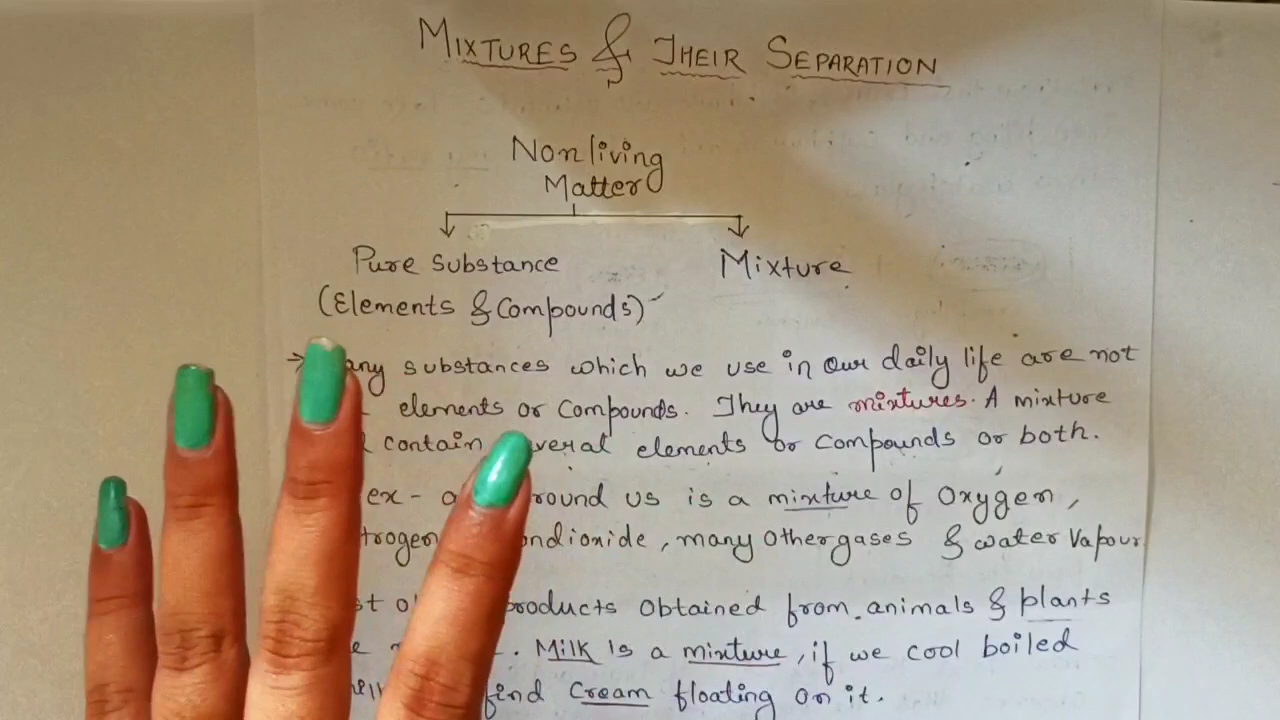 MIXTURES & THEIR SEPARATION
Nonliving
Matter
Pure Substance
Mixture
(Elements & Compounds)
→ substances which we use in our daily life are not
elements or Compounds. They are mixtures. A mixture
contain elements or compounds or both.
ex - us is a mixture of Oxygen,
, many other gases & water Vapour
products obtained from animals & plants
. Milk is a mixture, if we cool boiled
find Cream floating on it.